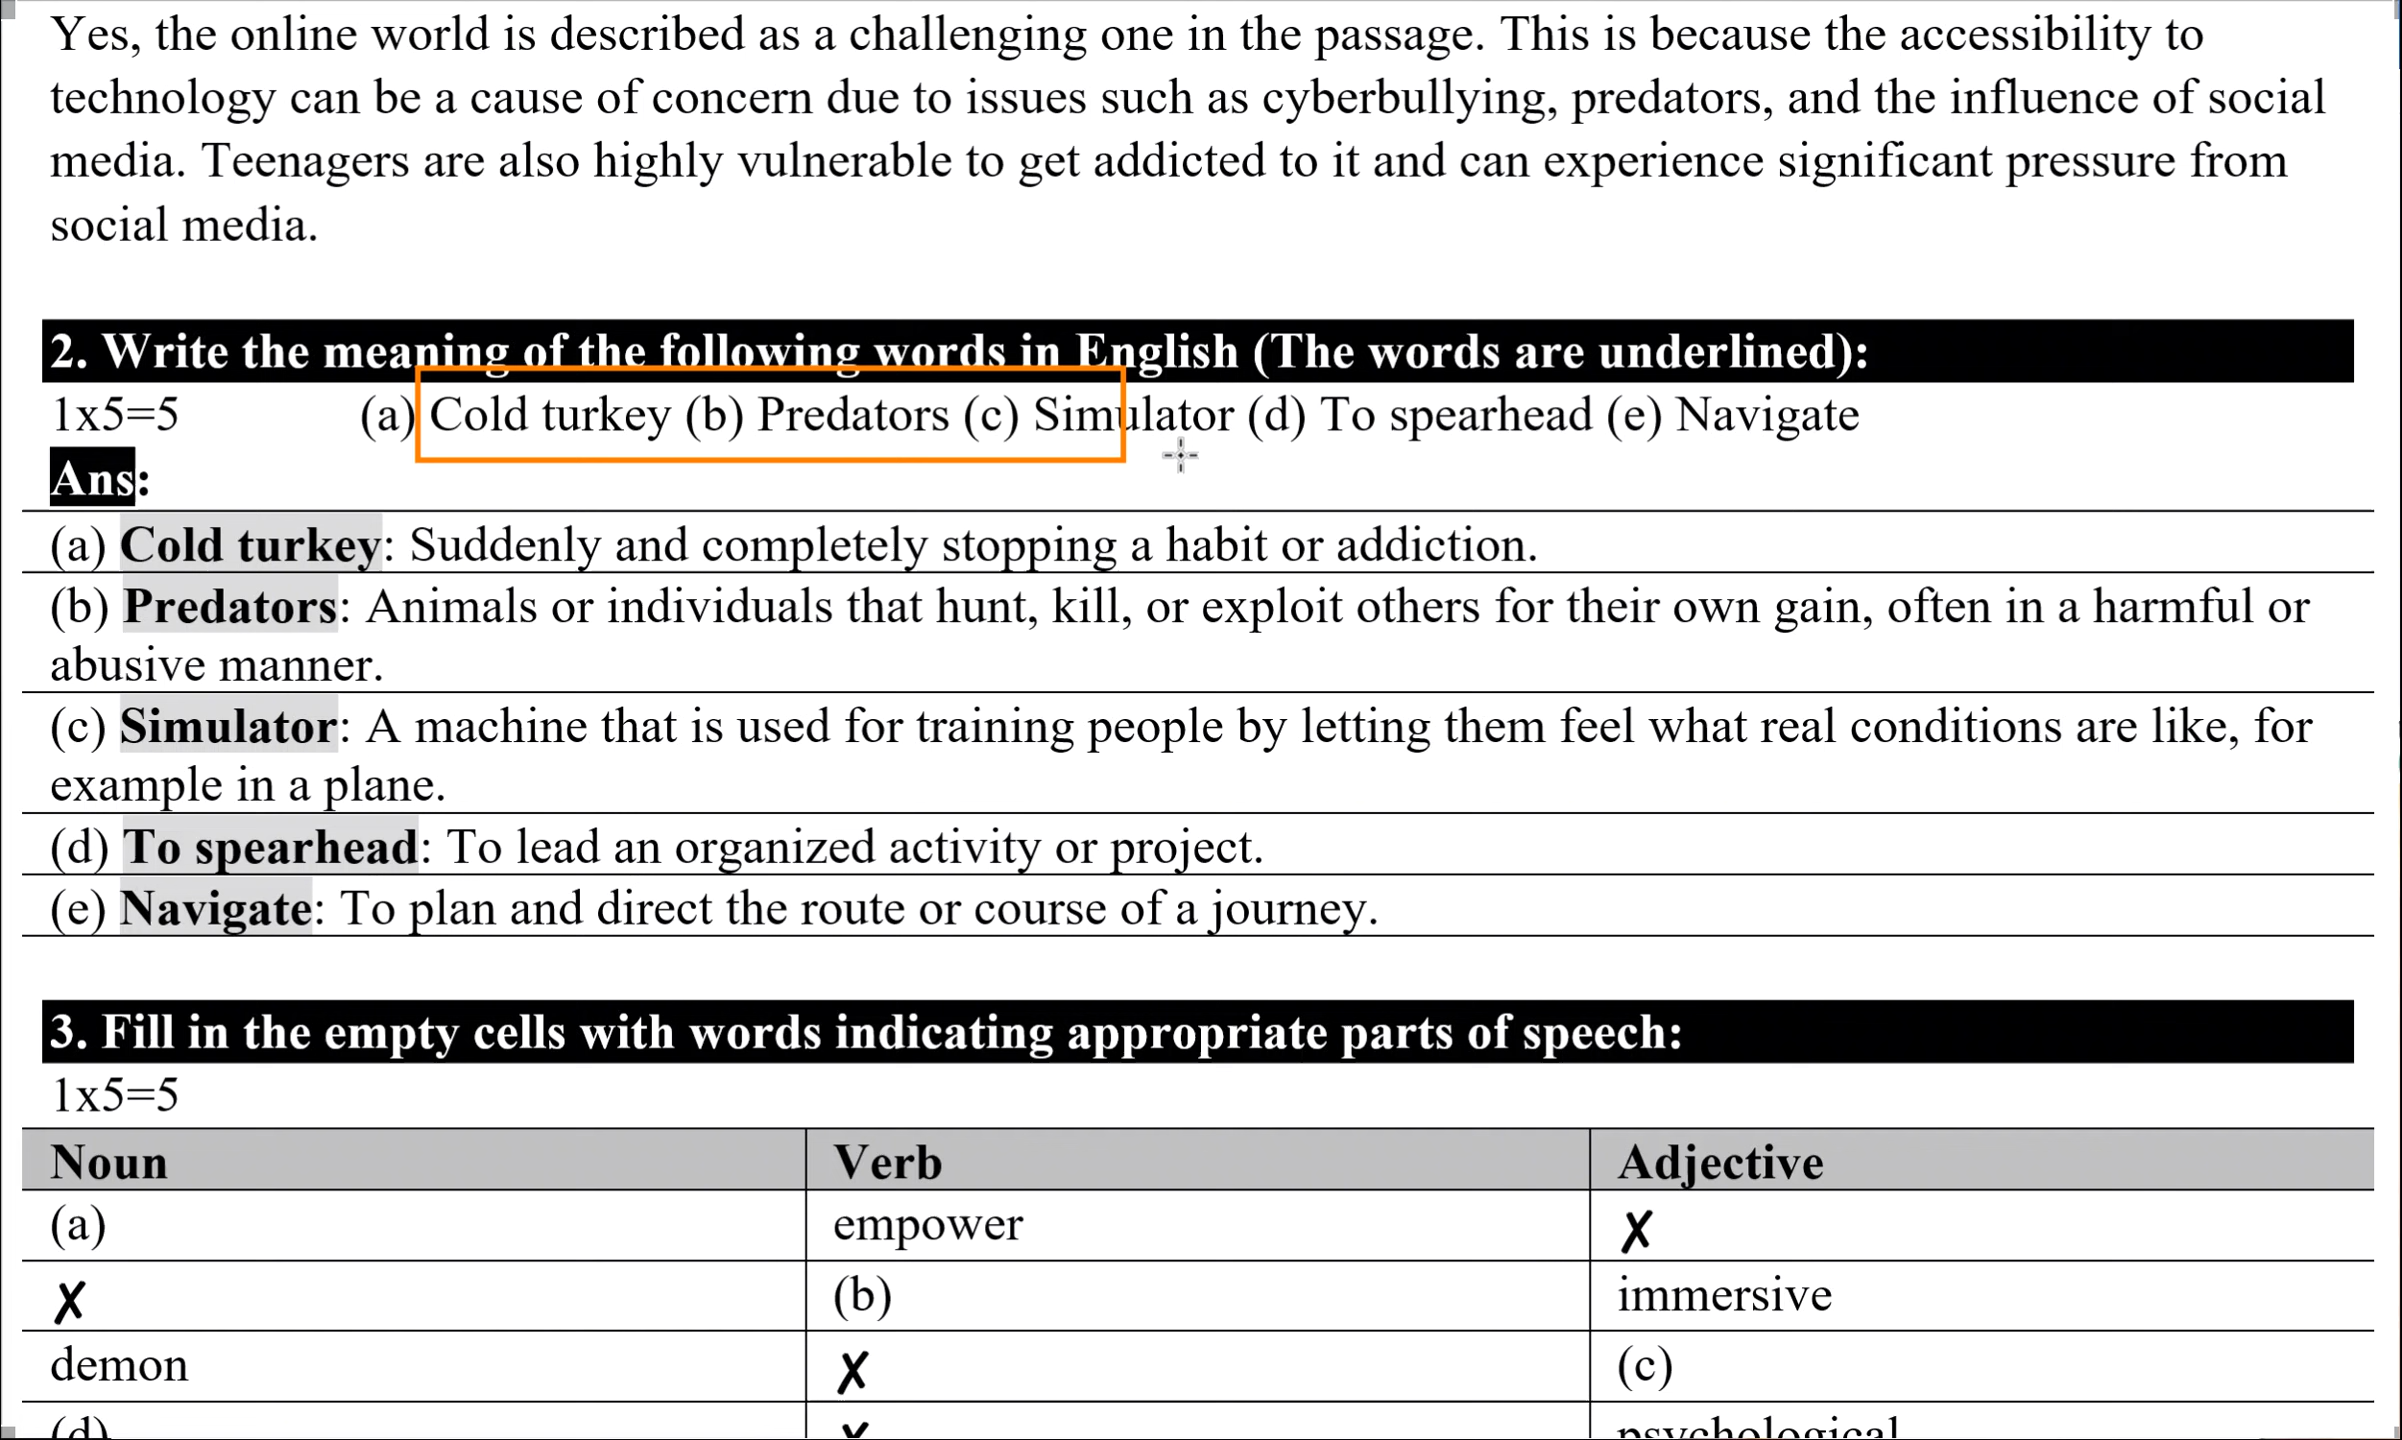 Yes, the online world is described as a challenging one in the passage. This is because the accessibility to
technology can be a cause of concern due to issues such as cyberbullying, predators, and the influence of social
media. Teenagers are also highly vulnerable to get addicted to it and can experience significant pressure from
social media.
2. Write the meaning of the following words in English (The words are underlined):
1x5=5 (a) Cold turkey (b) Predators (c) Simulator (d) To spearhead (e) Navigate
Ans:
(a) Cold turkey: Suddenly and completely stopping a habit or addiction.
(b) Predators: Animals or individuals that hunt, kill, or exploit others for their own gain, often in a harmful or
abusive manner.
(c) Simulator: A machine that is used for training people by letting them feel what real conditions are like, for
example in a plane.
(d) To spearhead: To lead an organized activity or project.
(e) Navigate: To plan and direct the route or course of a journey.
3. Fill in the empty cells with words indicating appropriate parts of speech:
1x5=5
Noun Verb Adjective
(a) empower ✗
✗ (b) immersive
demon ✗ (c)
(d) ✗ psychological